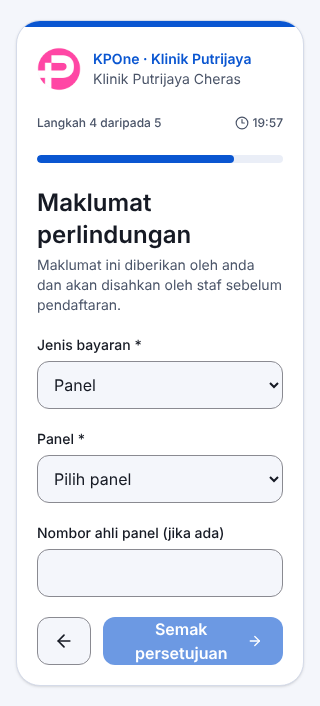 KPOne · Klinik Putrijaya
Klinik Putrijaya Cheras
Langkah 4 daripada 5
19:57
Maklumat
perlindungan
Maklumat ini diberikan oleh anda
dan akan disahkan oleh staf sebelum
pendaftaran.
Jenis bayaran *
Panel
Panel *
Pilih panel
Nombor ahli panel (jika ada)
Semak
persetujuan